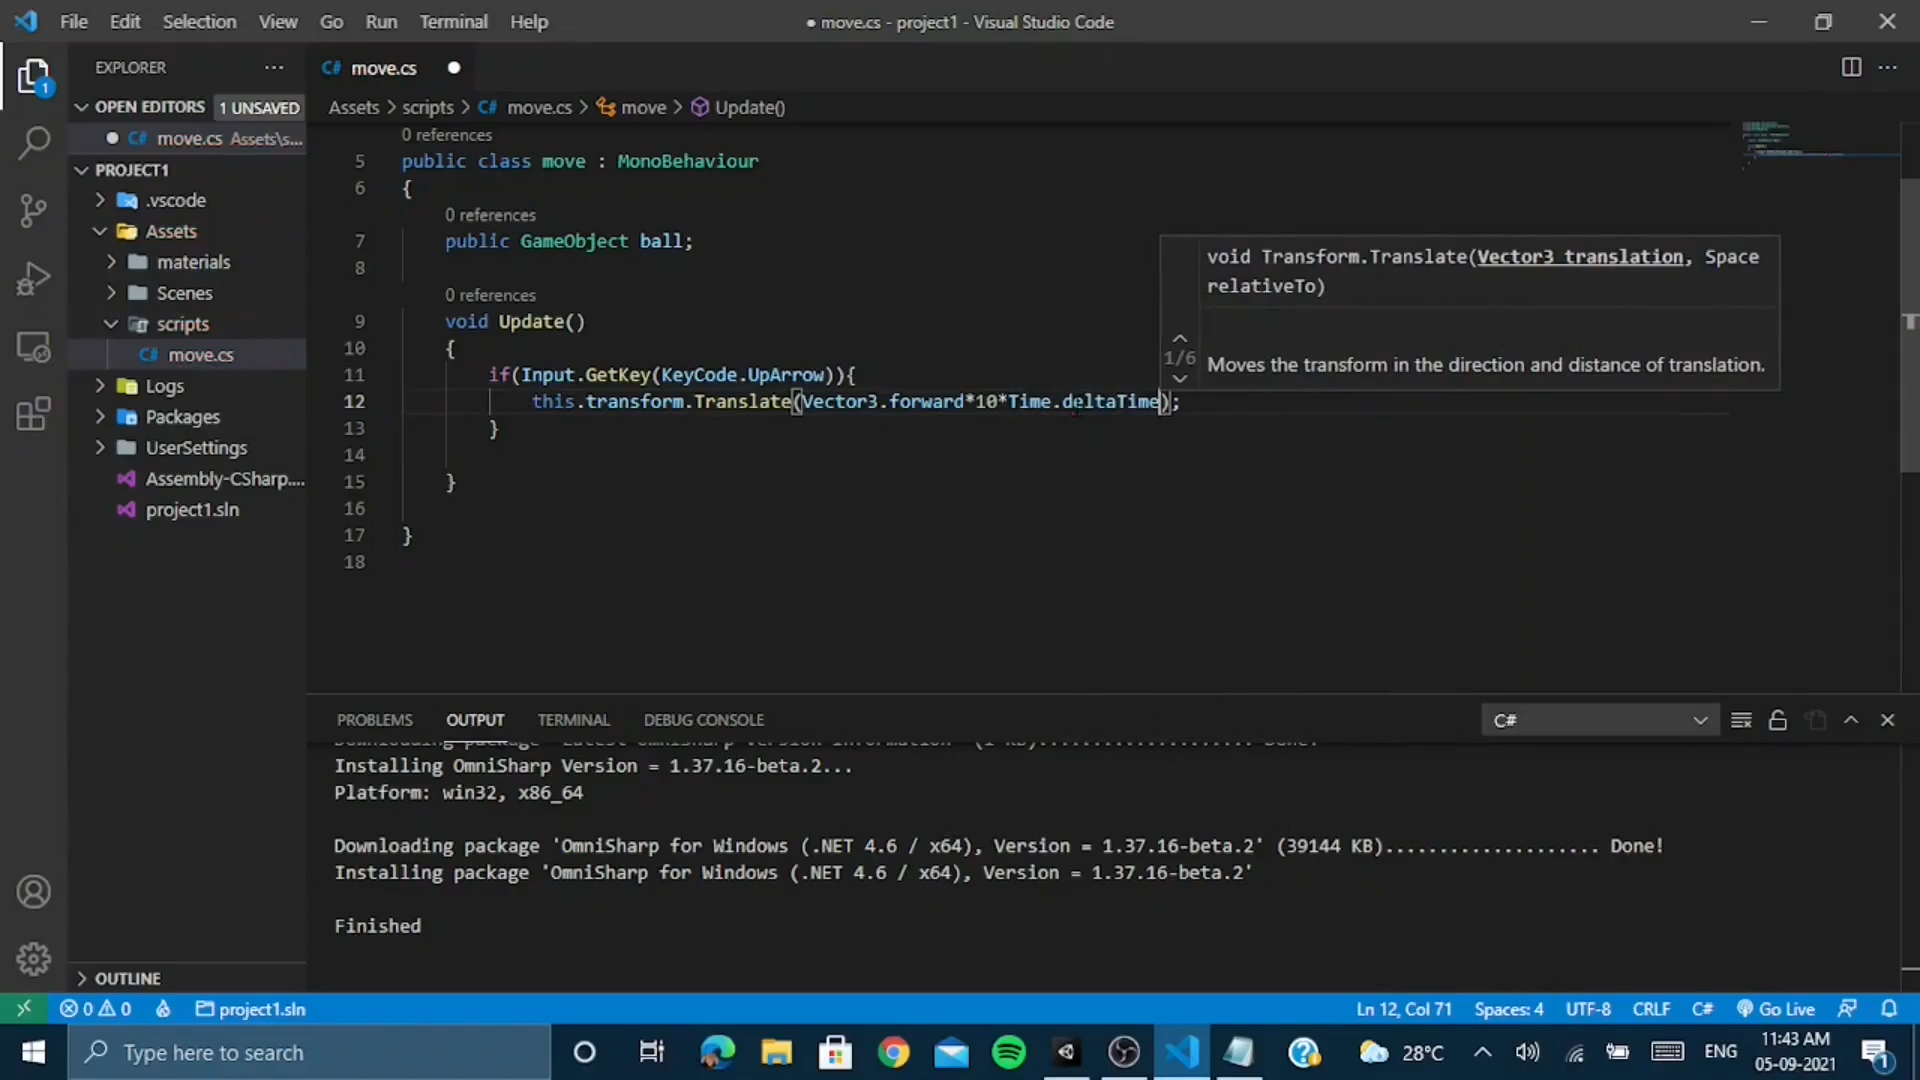 File Edit Selection View Go Run Terminal Help
● move.cs - project1 - Visual Studio Code
EXPLORER
OPEN EDITORS 1 UNSAVED
move.cs Assets\s...
PROJECT1
.vscode
Assets
materials
Scenes
scripts
move.cs
Logs
Packages
UserSettings
Assembly-CSharp....
project1.sln
OUTLINE
C# move.cs
Assets > scripts > C# move.cs > move > Update()
0 references
5 public class move : MonoBehaviour
6 {
0 references
7 public GameObject ball;
8
0 references
9 void Update()
10 {
11 if(Input.GetKey(KeyCode.UpArrow)){
12 this.transform.Translate(Vector3.forward*10*Time.deltaTime);
13 }
14
15 }
16
17 }
18
void Transform.Translate(Vector3 translation, Space
relativeTo)
1/6
Moves the transform in the direction and distance of translation.
PROBLEMS OUTPUT TERMINAL DEBUG CONSOLE
C#
Installing OmniSharp Version = 1.37.16-beta.2...
Platform: win32, x86_64
Downloading package 'OmniSharp for Windows (.NET 4.6 / x64), Version = 1.37.16-beta.2' (39144 KB).................... Done!
Installing package 'OmniSharp for Windows (.NET 4.6 / x64), Version = 1.37.16-beta.2'
Finished
0 0 project1.sln
Ln 12, Col 71 Spaces: 4 UTF-8 CRLF C# Go Live
Type here to search
28°C
ENG
11:43 AM
05-09-2021
1